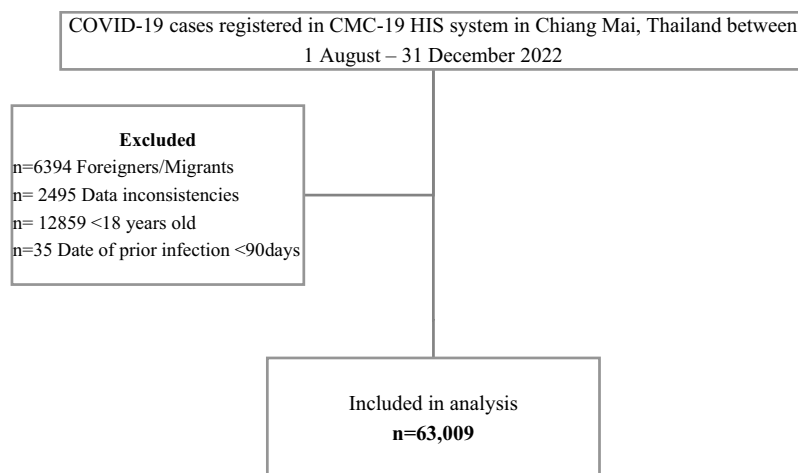 COVID-19 cases registered in CMC-19 HIS system in Chiang Mai, Thailand between
1 August – 31 December 2022
Excluded
n=6394 Foreigners/Migrants
n= 2495 Data inconsistencies
n= 12859 <18 years old
n=35 Date of prior infection <90days
Included in analysis
n=63,009